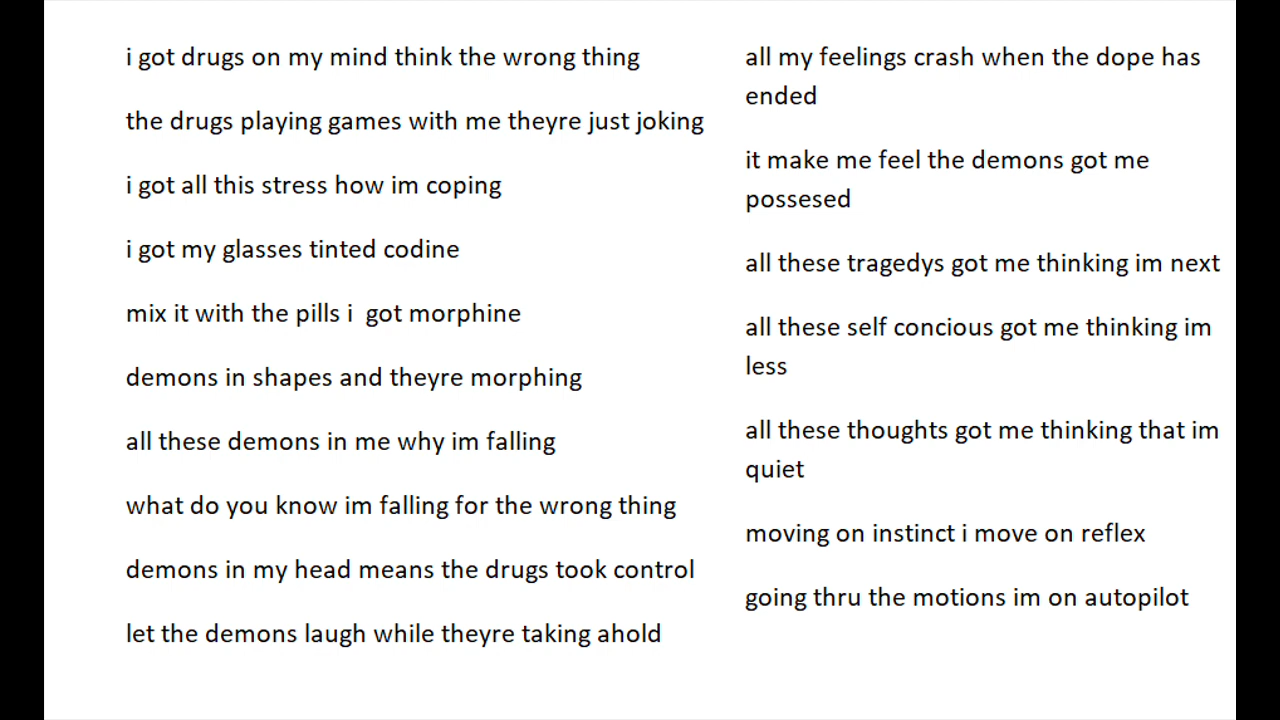 i got drugs on my mind think the wrong thing
the drugs playing games with me theyre just joking
i got all this stress how im coping
i got my glasses tinted codine
mix it with the pills i  got morphine
demons in shapes and theyre morphing
all these demons in me why im falling
what do you know im falling for the wrong thing
demons in my head means the drugs took control
let the demons laugh while theyre taking ahold
all my feelings crash when the dope has
ended
it make me feel the demons got me
possesed
all these tragedys got me thinking im next
all these self concious got me thinking im
less
all these thoughts got me thinking that im
quiet
moving on instinct i move on reflex
going thru the motions im on autopilot